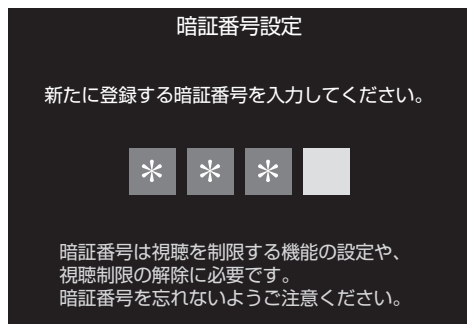 暗証番号設定
新たに登録する暗証番号を入力してください。
＊ ＊ ＊
暗証番号は視聴を制限する機能の設定や、
視聴制限の解除に必要です。
暗証番号を忘れないようご注意ください。